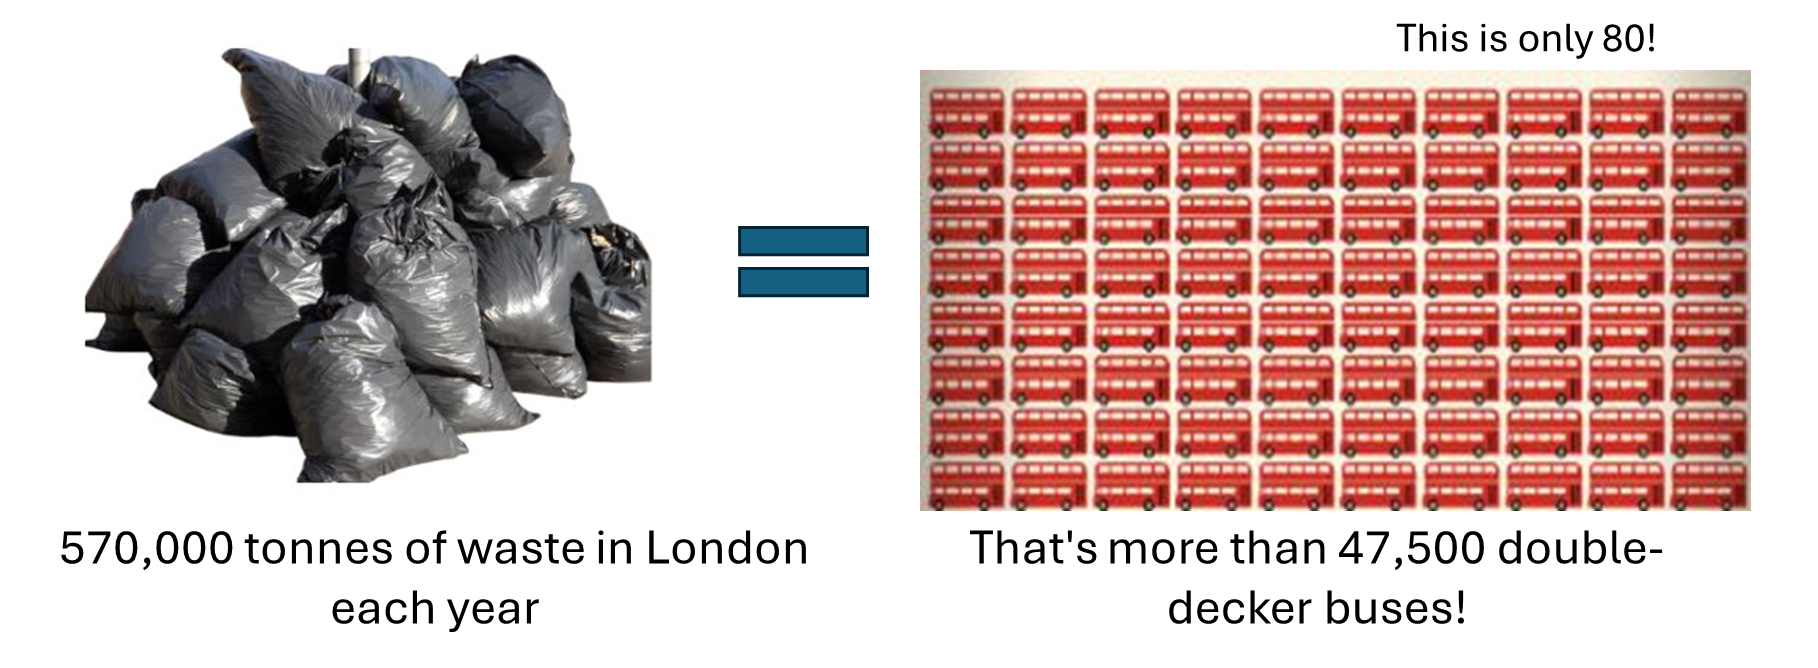 This is only 80!
570,000 tonnes of waste in London
each year
That's more than 47,500 double-
decker buses!